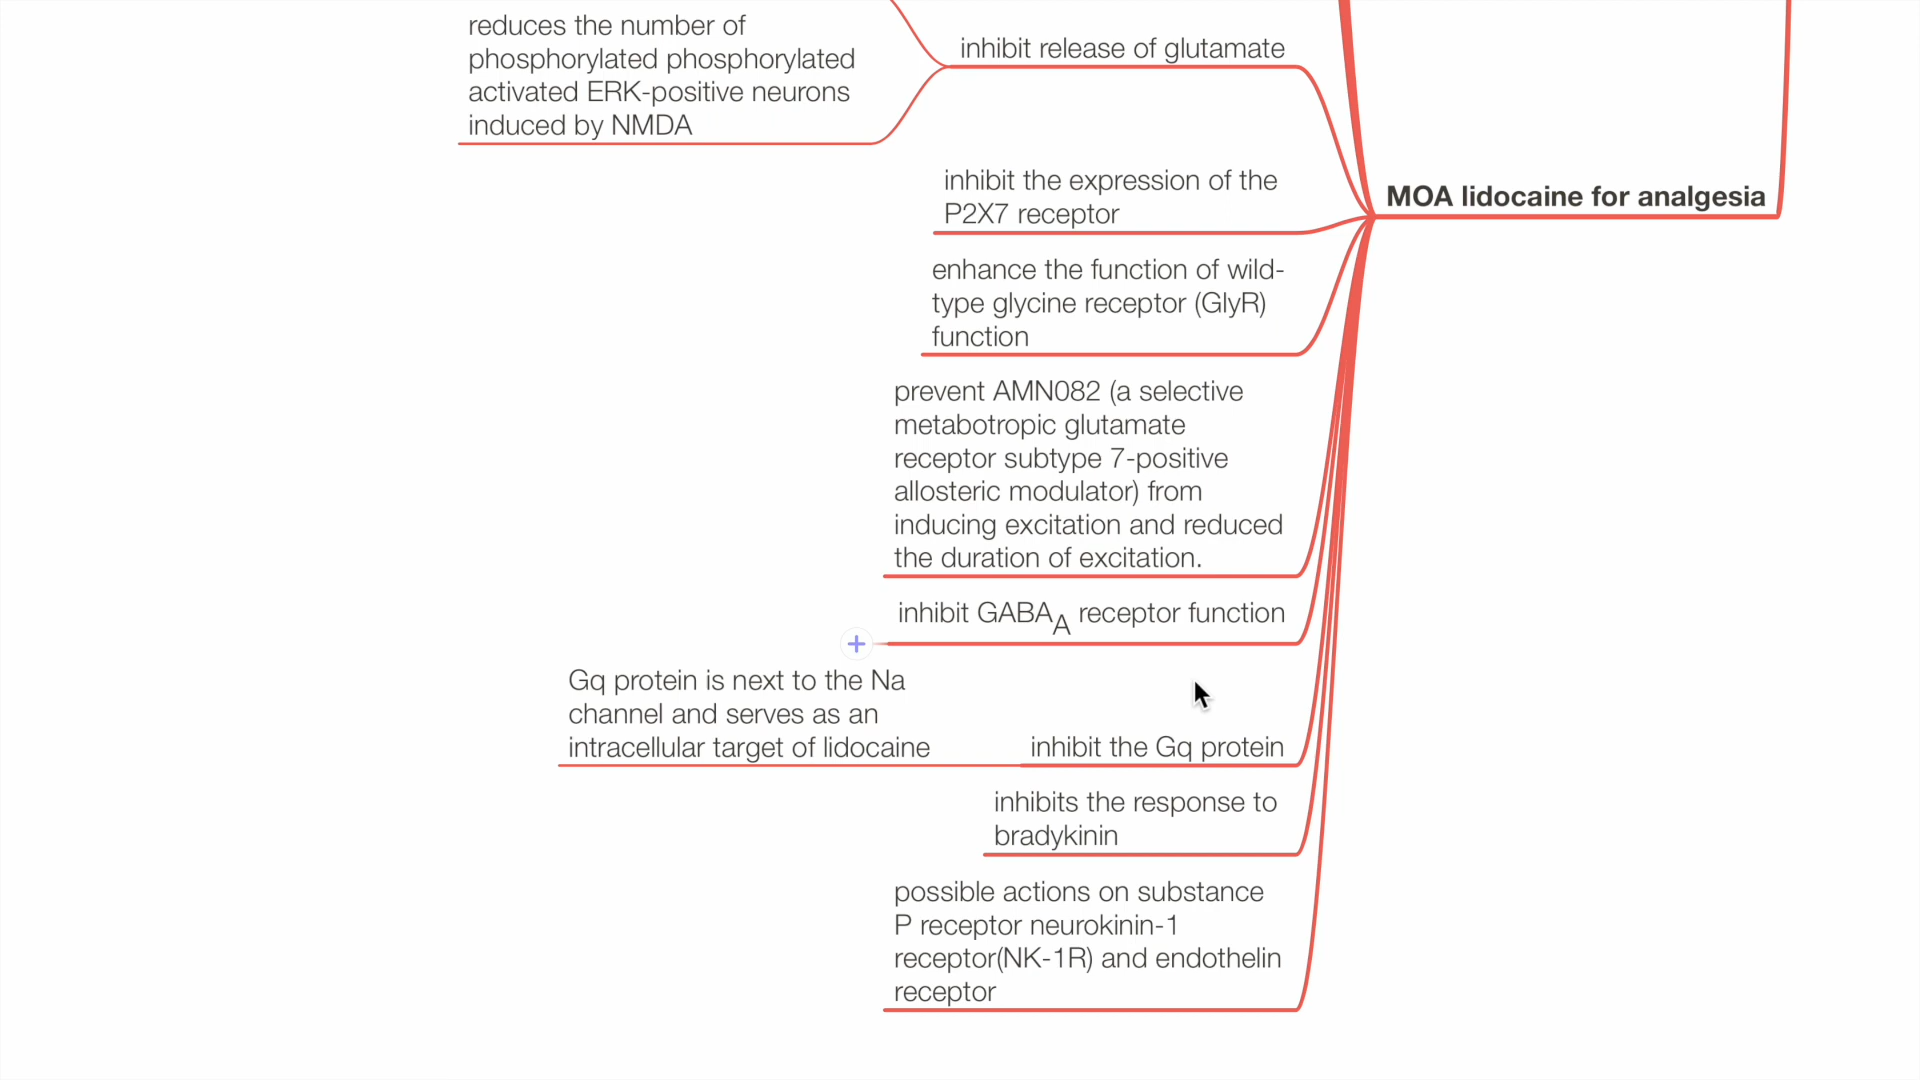 reduces the number of
phosphorylated phosphorylated
activated ERK-positive neurons
induced by NMDA
inhibit release of glutamate
inhibit the expression of the
P2X7 receptor
MOA lidocaine for analgesia
enhance the function of wild-
type glycine receptor (GlyR)
function
prevent AMN082 (a selective
metabotropic glutamate
receptor subtype 7-positive
allosteric modulator) from
inducing excitation and reduced
the duration of excitation.
inhibit GABAA receptor function
Gq protein is next to the Na
channel and serves as an
intracellular target of lidocaine
inhibit the Gq protein
inhibits the response to
bradykinin
possible actions on substance
P receptor neurokinin-1
receptor(NK-1R) and endothelin
receptor